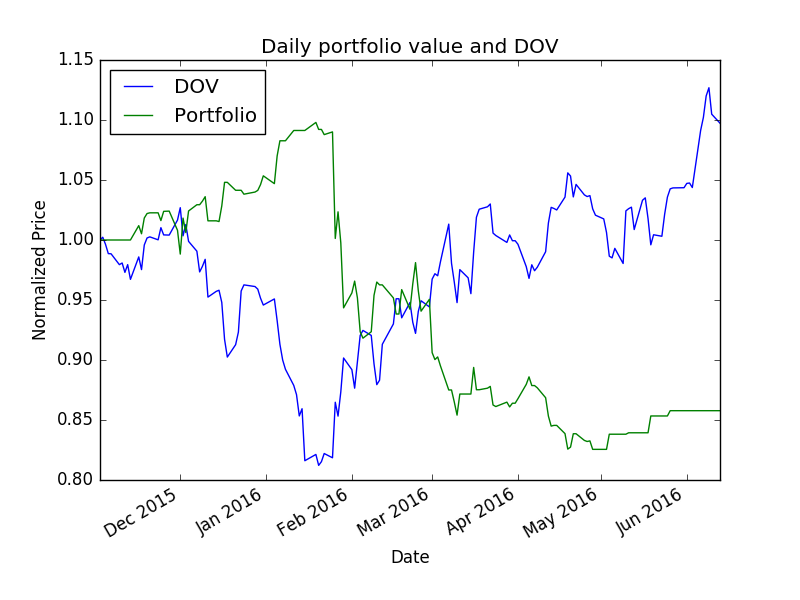 Daily portfolio value and DOV
DOV
Portfolio
1.15
1.10
1.05
1.00
0.95
0.90
0.85
0.80
Normalized Price
Dec 2015
Jan 2016
Feb 2016
Mar 2016
Apr 2016
May 2016
Jun 2016
Date